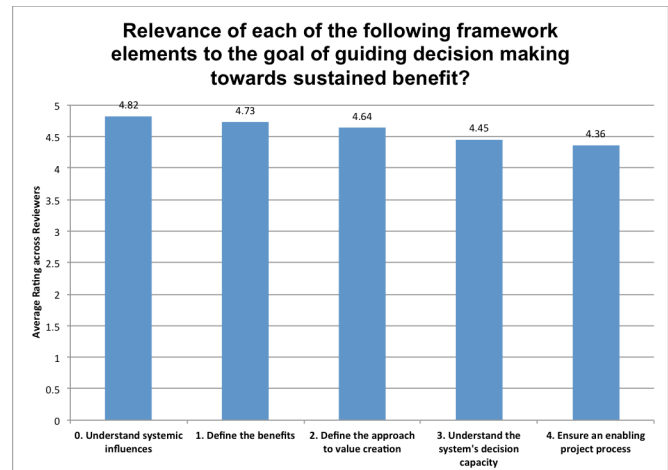 Relevance of each of the following framework
elements to the goal of guiding decision making
towards sustained benefit?
Average Rating across Reviewers
5
4.5
4
3.5
3
2.5
2
1.5
1
0.5
0
4.82
4.73
4.64
4.45
4.36
0. Understand systemic
influences
1. Define the benefits
2. Define the approach
to value creation
3. Understand the
system's decision
capacity
4. Ensure an enabling
project process